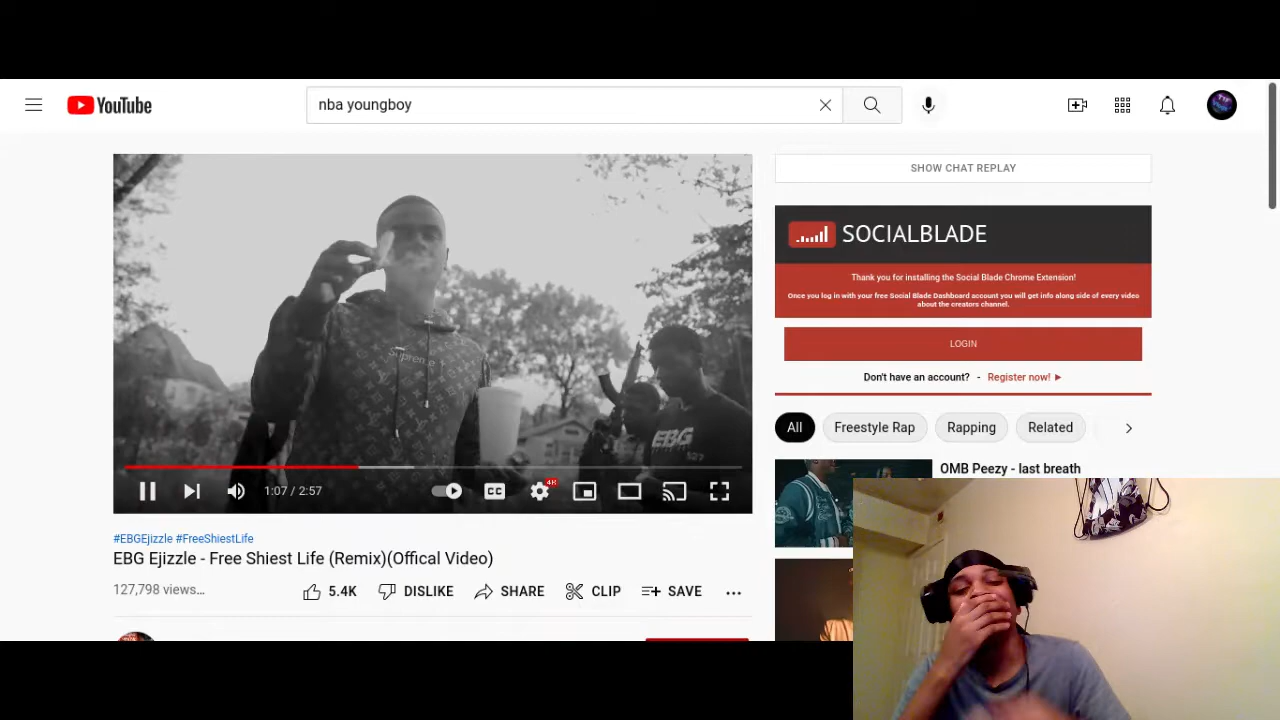 YouTube
nba youngboy
SHOW CHAT REPLAY
SOCIALBLADE
Thank you for installing the Social Blade Chrome Extension!
Once you log in with your free Social Blade Dashboard account you will get info along side of every video
about the creators channel.
LOGIN
Don't have an account? - Register now! ►
All
Freestyle Rap
Rapping
Related
OMB Peezy - last breath
Supreme
EBG
1:07 / 2:57
CC
4K
#EBGEjizzle #FreeShiestLife
EBG Ejizzle - Free Shiest Life (Remix)(Offical Video)
127,798 views...
5.4K
DISLIKE
SHARE
CLIP
SAVE